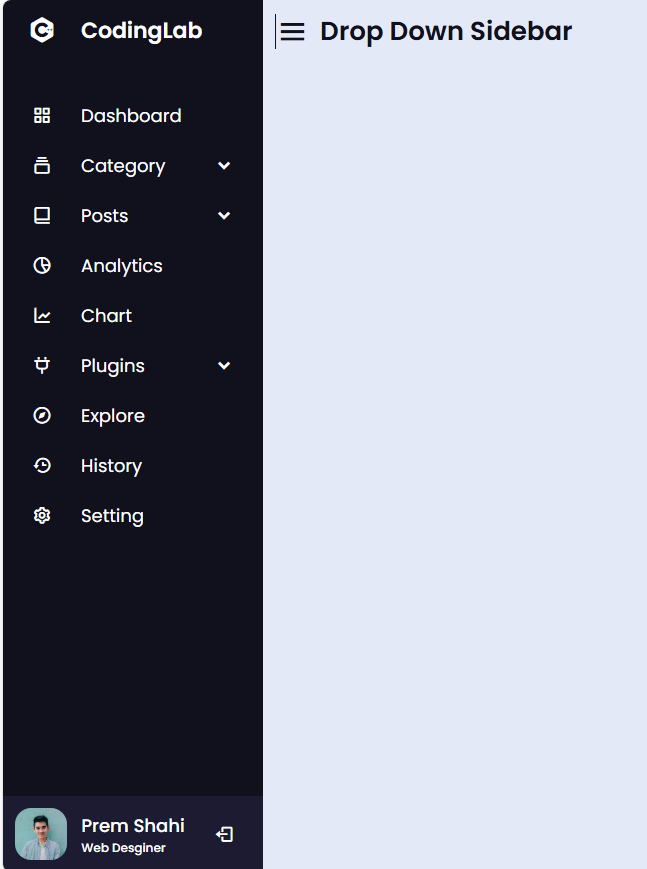 CodingLab
Drop Down Sidebar
Dashboard
Category
Posts
Analytics
Chart
Plugins
Explore
History
Setting
Prem Shahi
Web Desginer